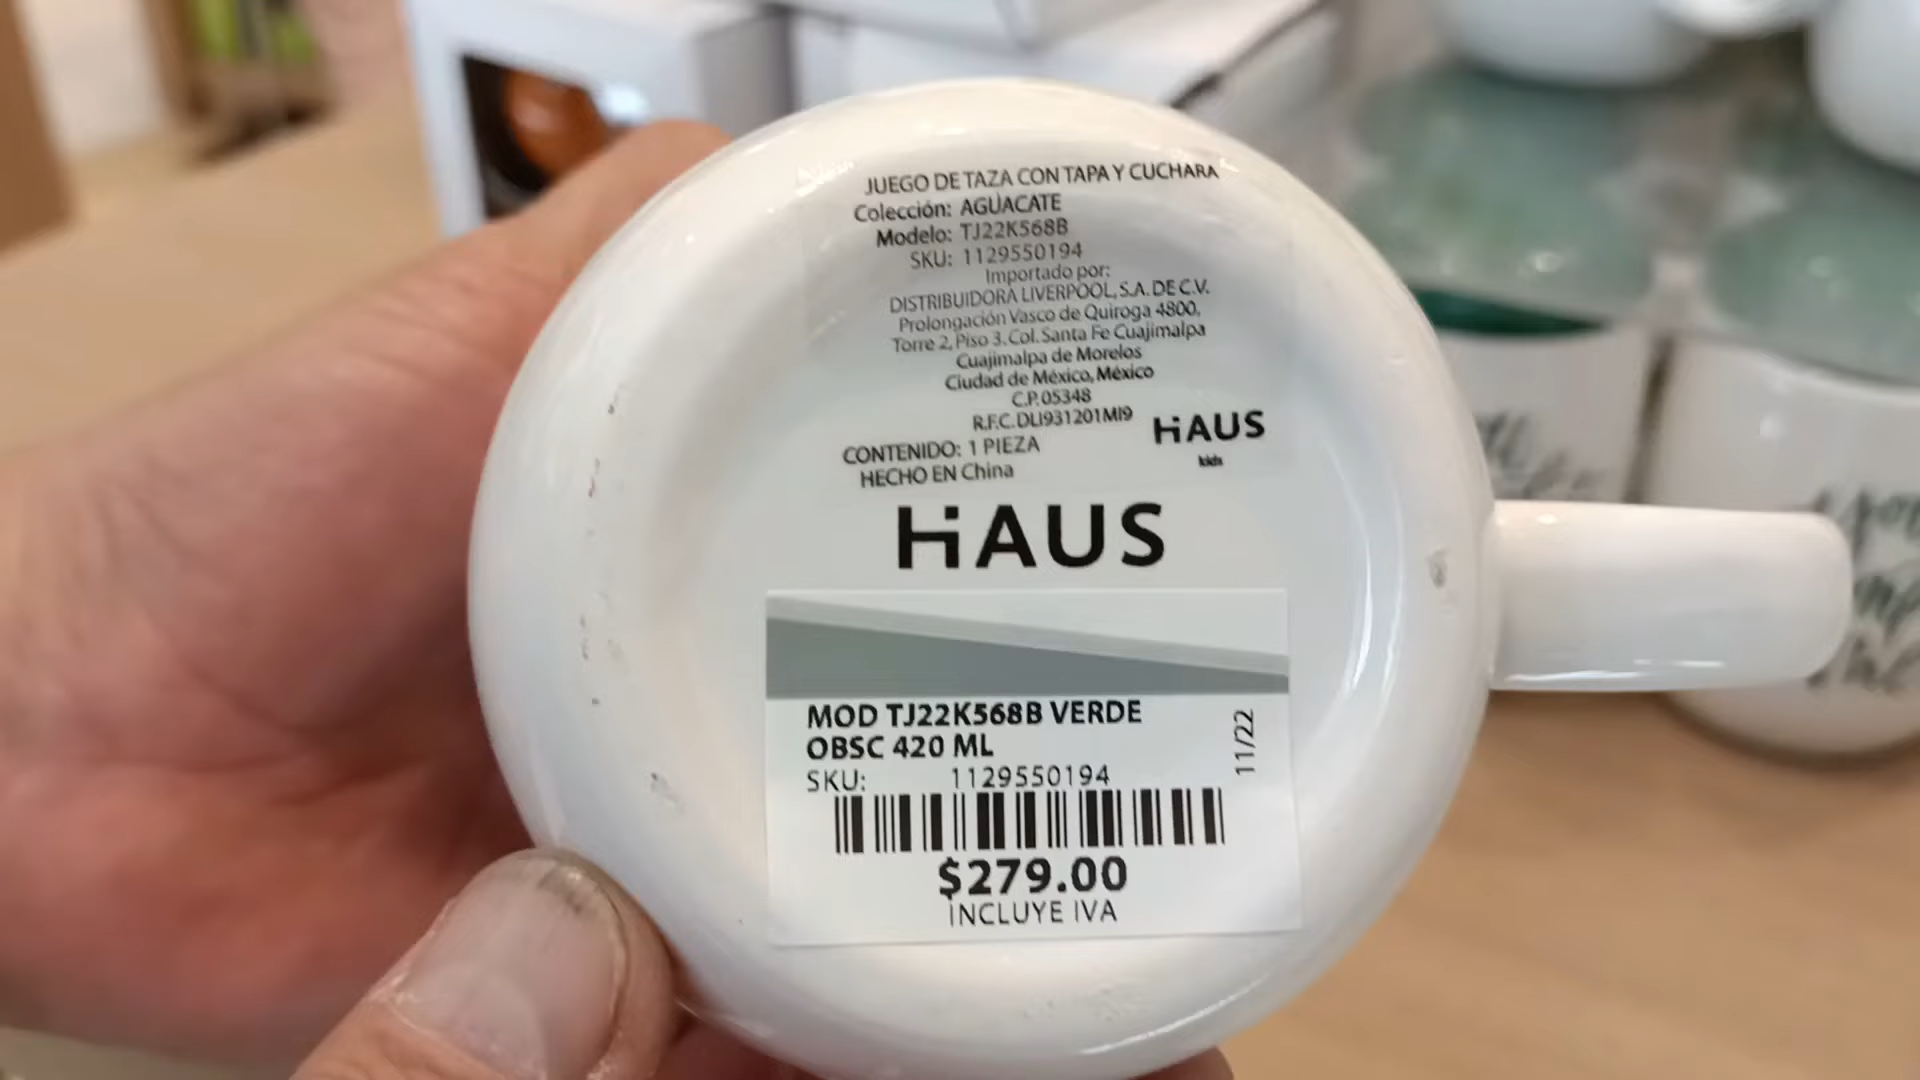 JUEGO DE TAZA CON TAPA Y CUCHARA
Colección: AGUACATE
Modelo: TJ22K568B
SKU: 1129550194
Importado por:
DISTRIBUIDORA LIVERPOOL, S.A. DE C.V.
Prolongación Vasco de Quiroga 4800,
Torre 2, Piso 3. Col. Santa Fe Cuajimalpa
Cuajimalpa de Morelos
Ciudad de México, México
C.P. 05348
R.F.C. DLI931201MI9
HAUS
kids
CONTENIDO: 1 PIEZA
HECHO EN China
HAUS
MOD TJ22K568B VERDE
OBSC 420 ML
11/22
SKU: 1129550194
$279.00
INCLUYE IVA